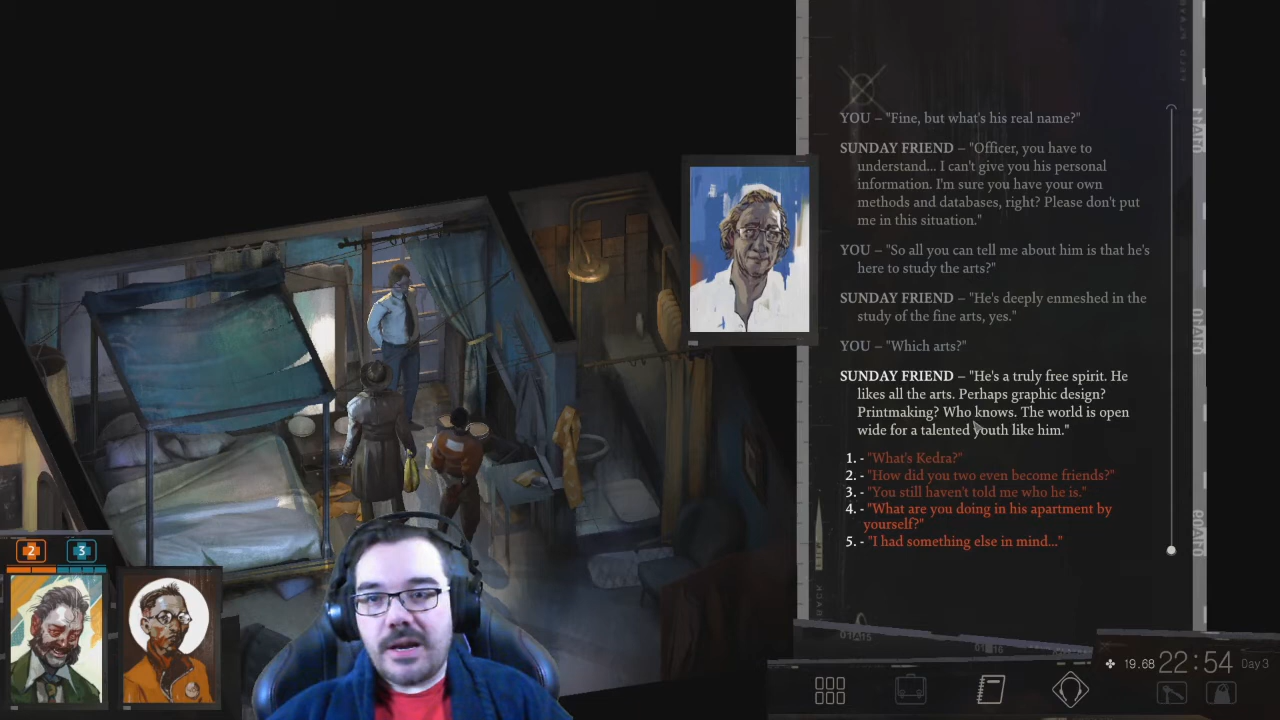 YOU – "Fine, but what's his real name?"
SUNDAY FRIEND – "Officer, you have to
understand... I can't give you his personal
information. I'm sure you have your own
methods and databases, right? Please don't put
me in this situation."
YOU – "So all you can tell me about him is that he's
here to study the arts?"
SUNDAY FRIEND – "He's deeply enmeshed in the
study of the fine arts, yes."
YOU – "Which arts?"
SUNDAY FRIEND – "He's a truly free spirit. He
likes all the arts. Perhaps graphic design?
Printmaking? Who knows. The world is open
wide for a talented youth like him."
1. - "What's Kedra?"
2. - "How did you two even become friends?"
3. - "You still haven't told me who he is."
4. - "What are you doing in his apartment by
yourself?"
5. - "I had something else in mind..."
2
3
19.68 22:54 Day 3